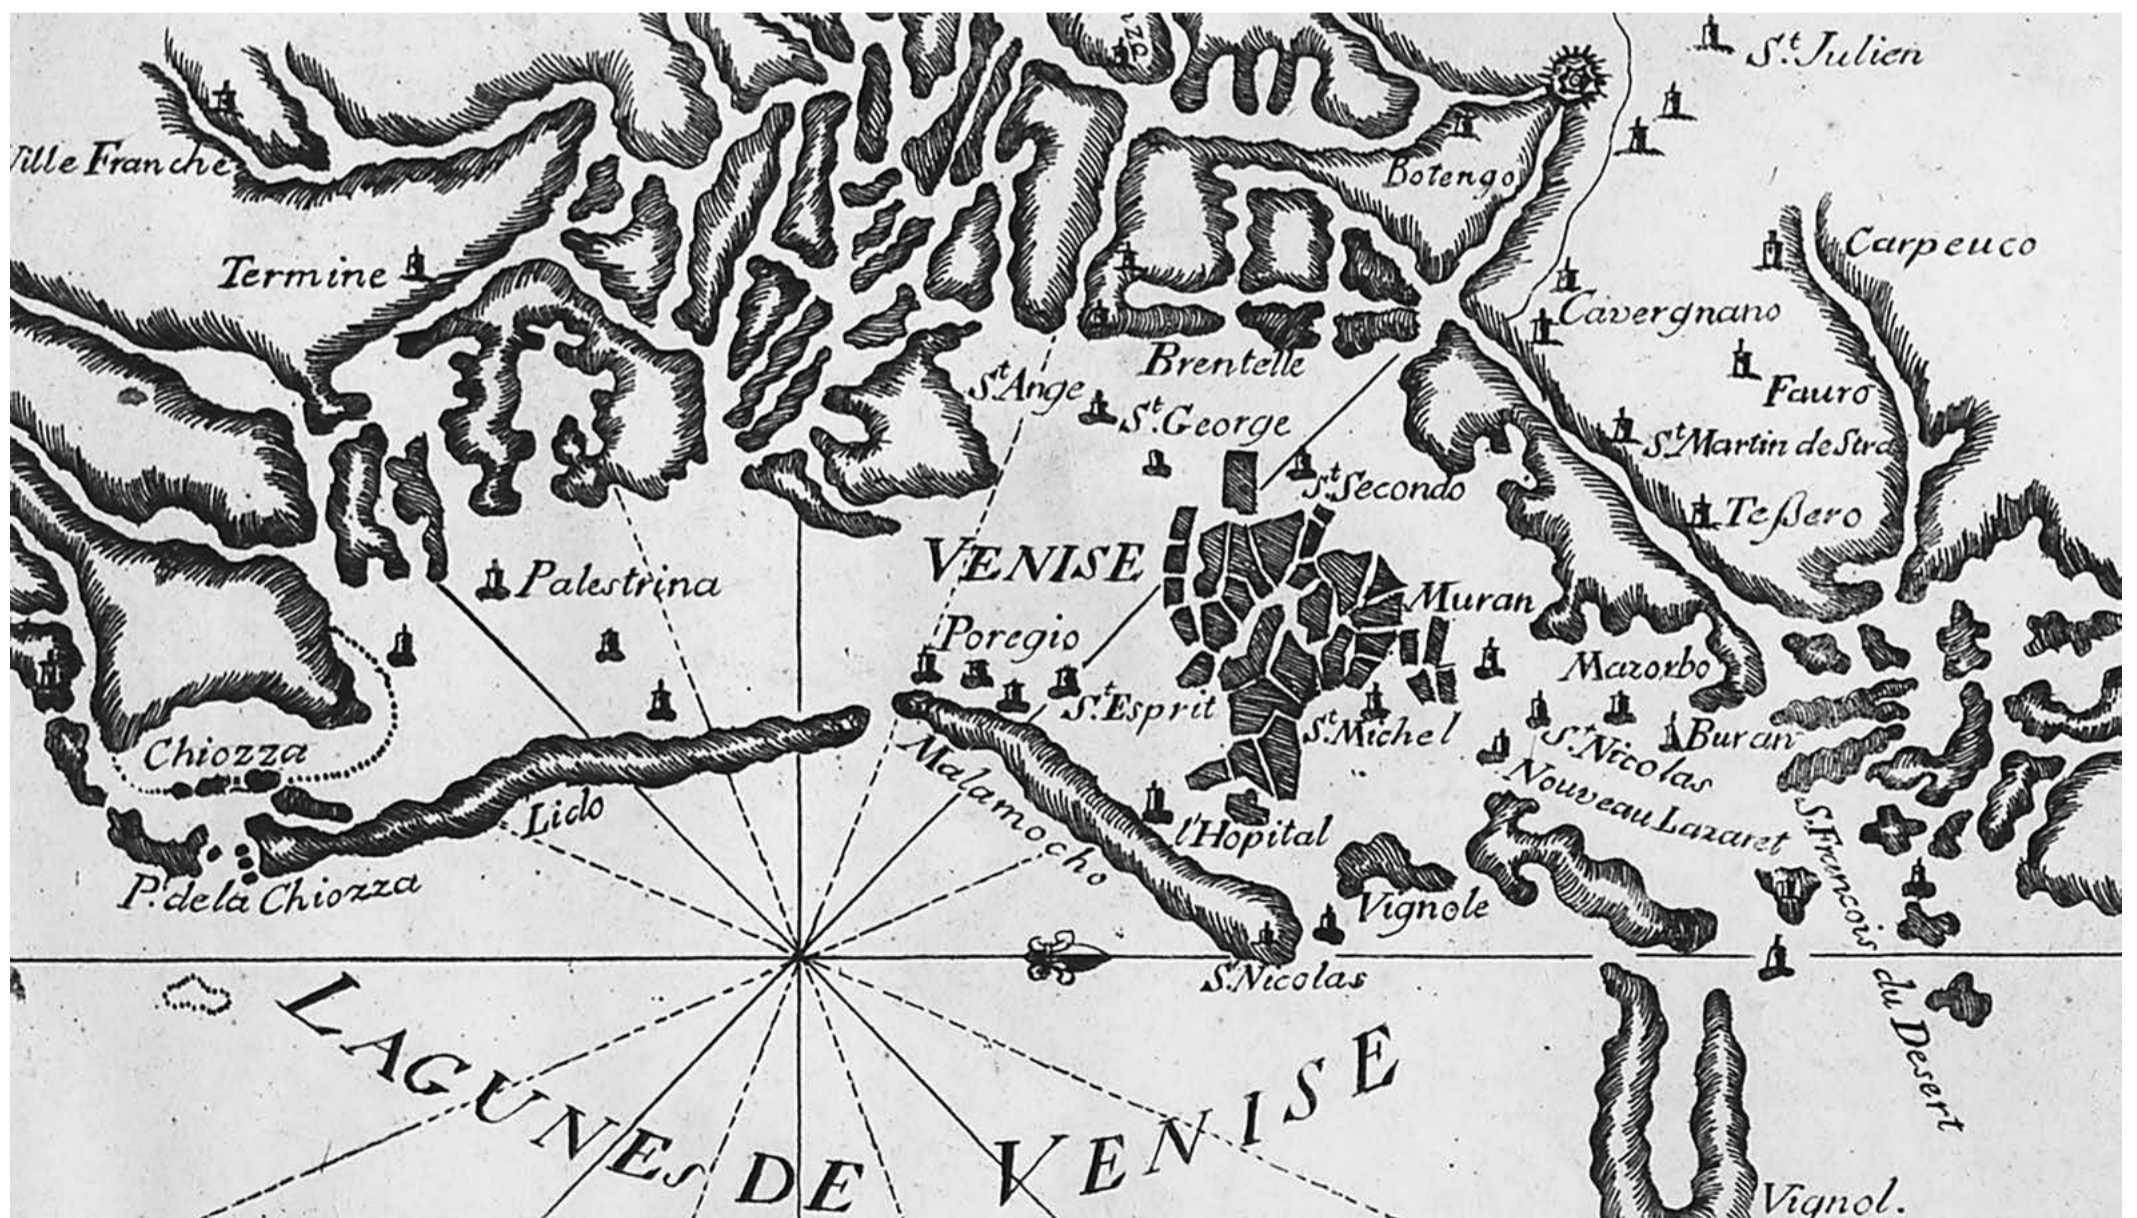 St. Julien
Ville Franche
Botengo
Termine
Carpeuco
Cavergnano
Brentelle
St. Ange
Fauro
St. George
St. Martin de Stra
St. Secondo
Teßero
VENISE
Palestrina
Muran
Poregio
Mazorbo
St. Esprit
St. Michel
Buran
St. Nicolas
Chiozza
Malamocho
Nouveau Lazaret
Lido
l'Hopital
S. Francois du Desert
P. de la Chiozza
Vignole
S. Nicolas
LAGUNES DE VENISE
Vignol.